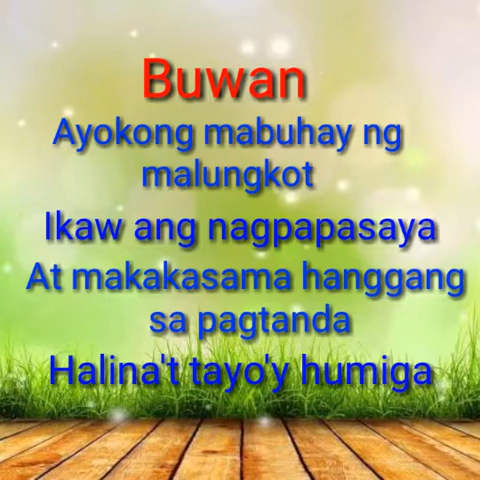 Buwan
Ayokong mabuhay ng
malungkot
Ikaw ang nagpapasaya
At makakasama hanggang
sa pagtanda
Halina't tayo'y humiga